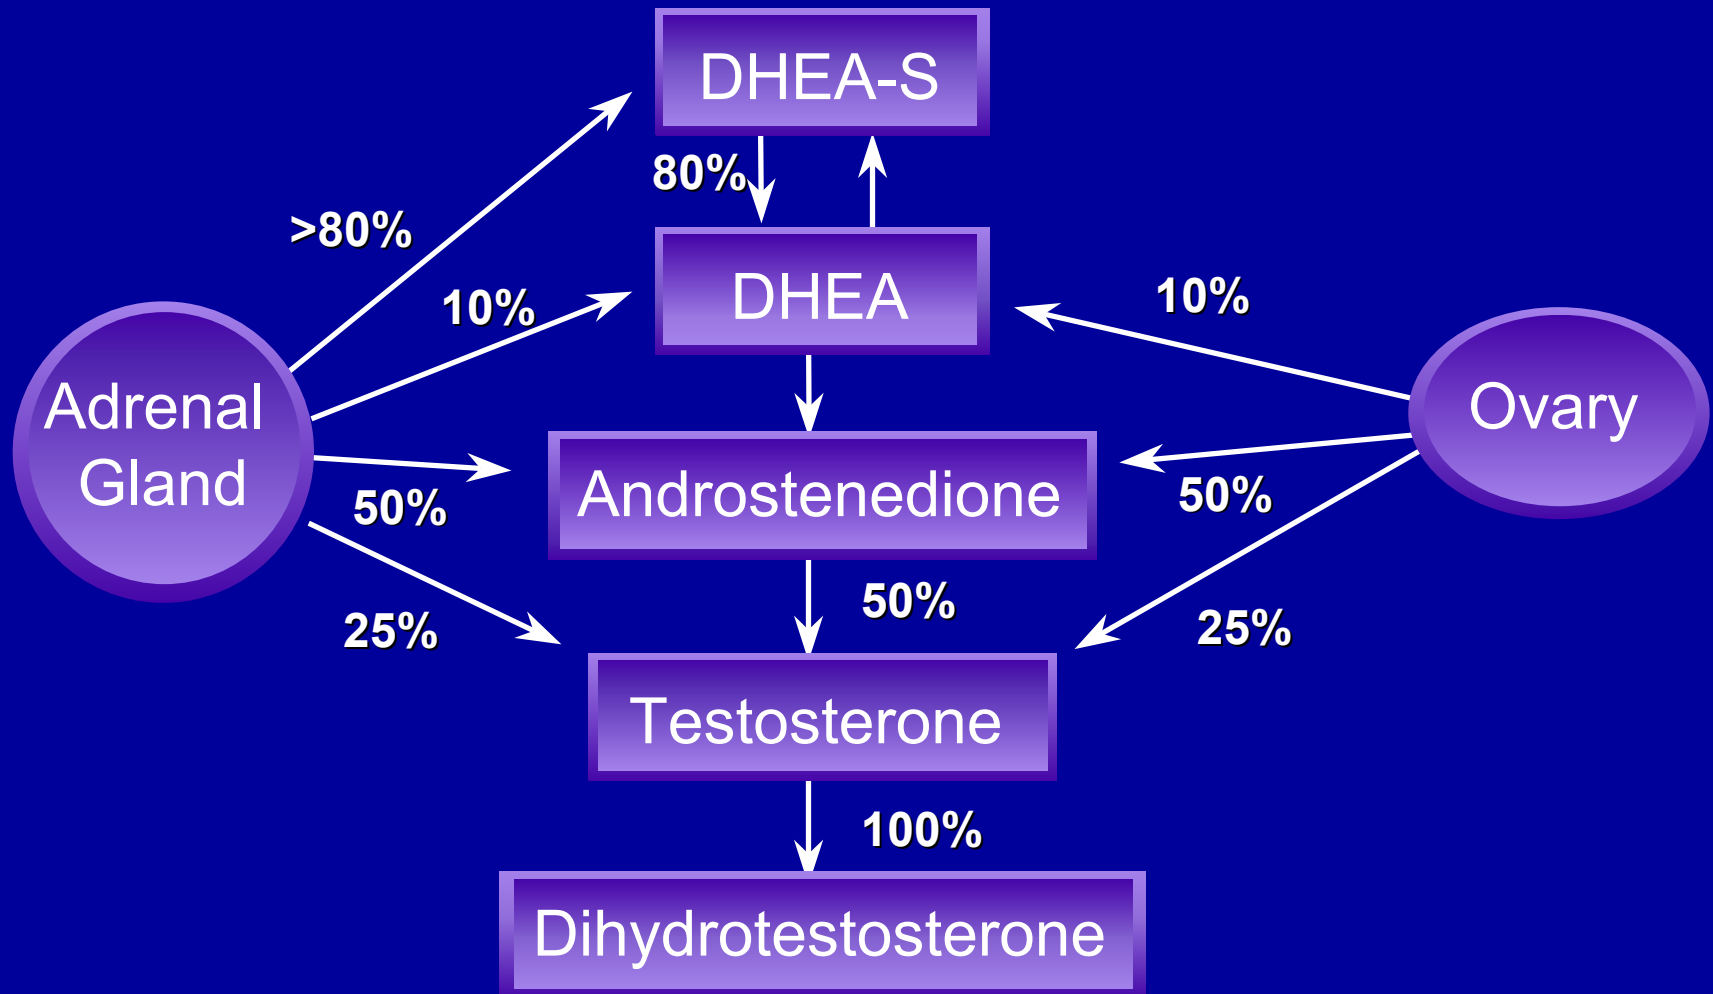 DHEA-S
80%
>80%
DHEA
10%
10%
Adrenal
Gland
Ovary
Androstenedione
50%
50%
50%
25%
25%
Testosterone
100%
Dihydrotestosterone